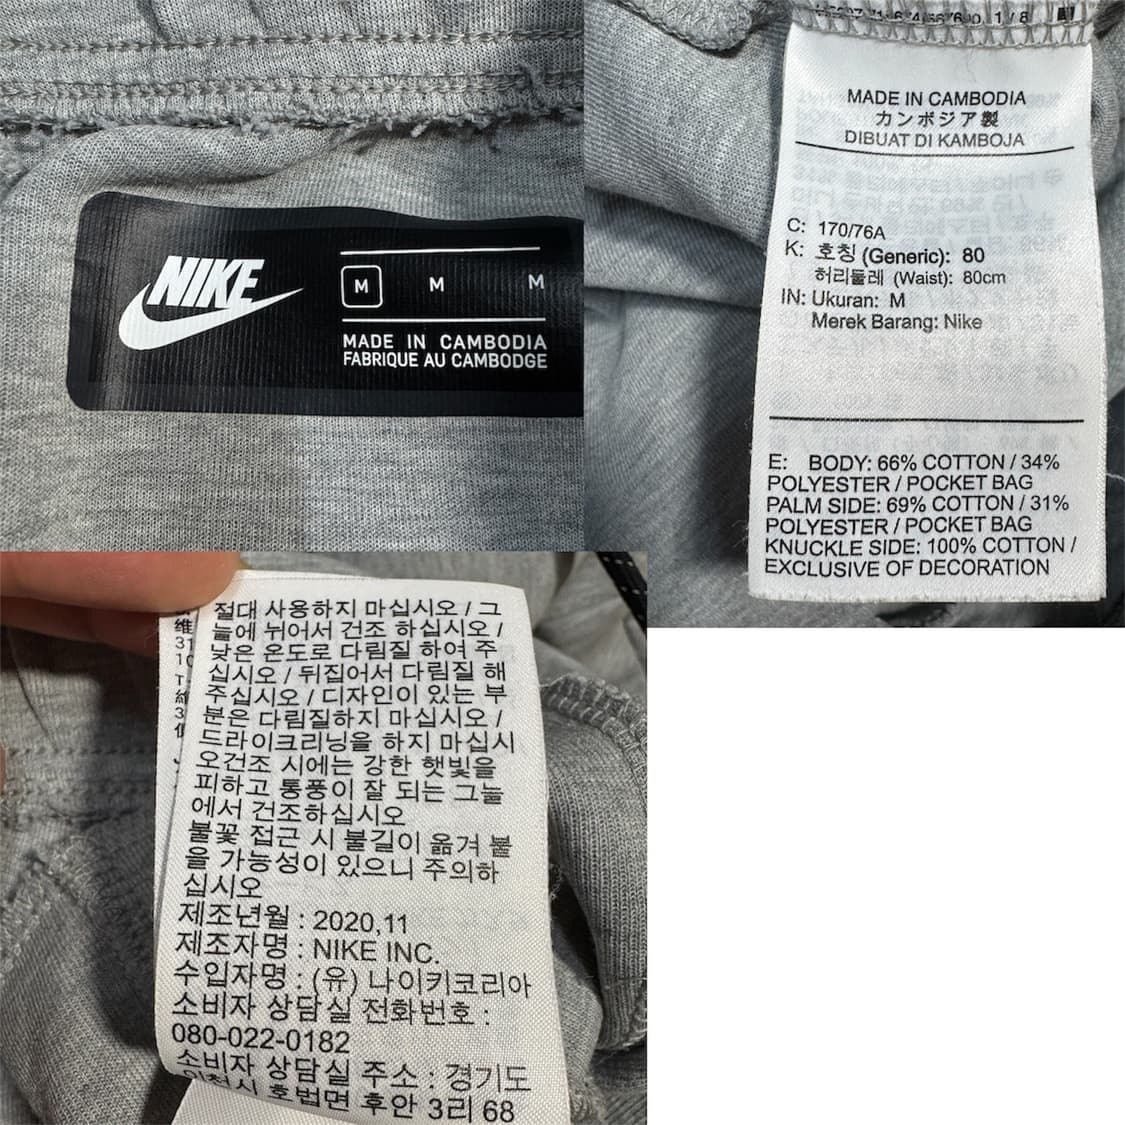 NIKE
M M M
MADE IN CAMBODIA
FABRIQUE AU CAMBODGE
MADE IN CAMBODIA
カンボジア製
DIBUAT DI KAMBOJA
C: 170/76A
K: 호칭 (Generic): 80
허리둘레 (Waist): 80cm
IN: Ukuran: M
Merek Barang: Nike
E: BODY: 66% COTTON / 34%
POLYESTER / POCKET BAG
PALM SIDE: 69% COTTON / 31%
POLYESTER / POCKET BAG
KNUCKLE SIDE: 100% COTTON /
EXCLUSIVE OF DECORATION
절대 사용하지 마십시오 / 그
늘에 뉘어서 건조 하십시오 /
낮은 온도로 다림질 하여 주
십시오 / 뒤집어서 다림질 해
주십시오 / 디자인이 있는 부
분은 다림질하지 마십시오 /
드라이크리닝을 하지 마십시
오건조 시에는 강한 햇빛을
피하고 통풍이 잘 되는 그늘
에서 건조하십시오
불꽃 접근 시 불길이 옮겨 붙
을 가능성이 있으니 주의하
십시오
제조년월 : 2020,11
제조자명 : NIKE INC.
수입자명 : (유) 나이키코리아
소비자 상담실 전화번호 :
080-022-0182
소비자 상담실 주소 : 경기도
호법면 후안 3리 68